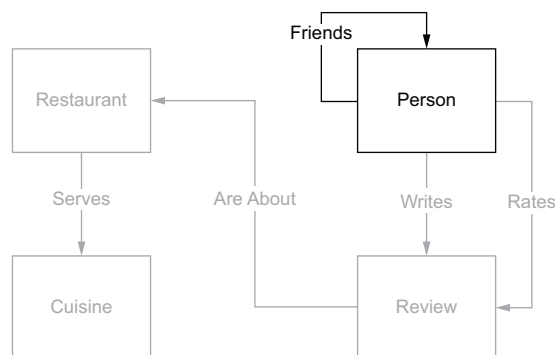 Friends
Restaurant
Person
Serves
Are About
Writes
Rates
Cuisine
Review